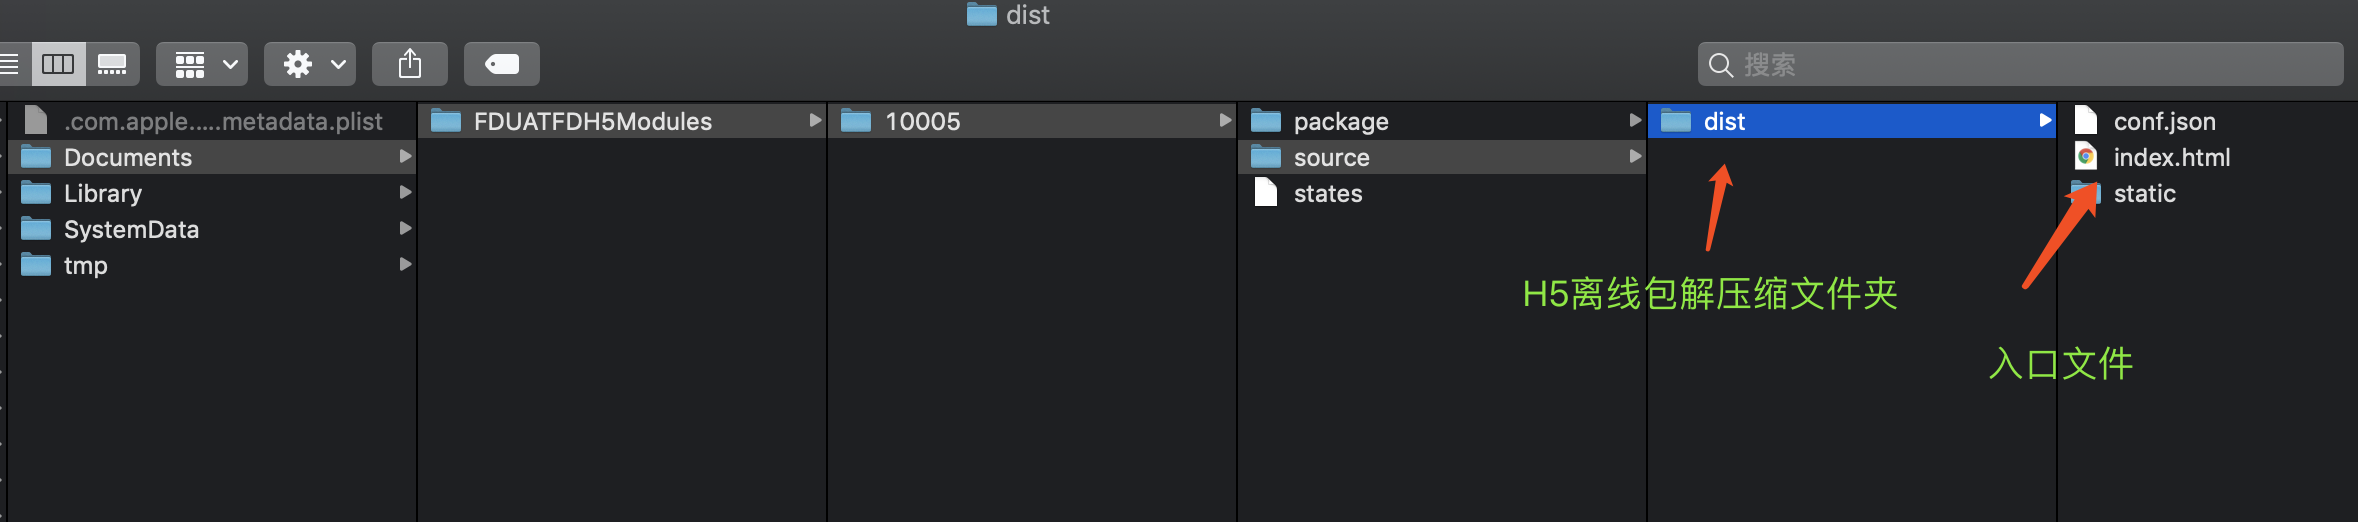 dist
搜索
.com.apple.....metadata.plist
Documents
Library
SystemData
tmp
FDUATFDH5Modules
10005
package
source
states
dist
conf.json
index.html
static
H5离线包解压缩文件夹
入口文件